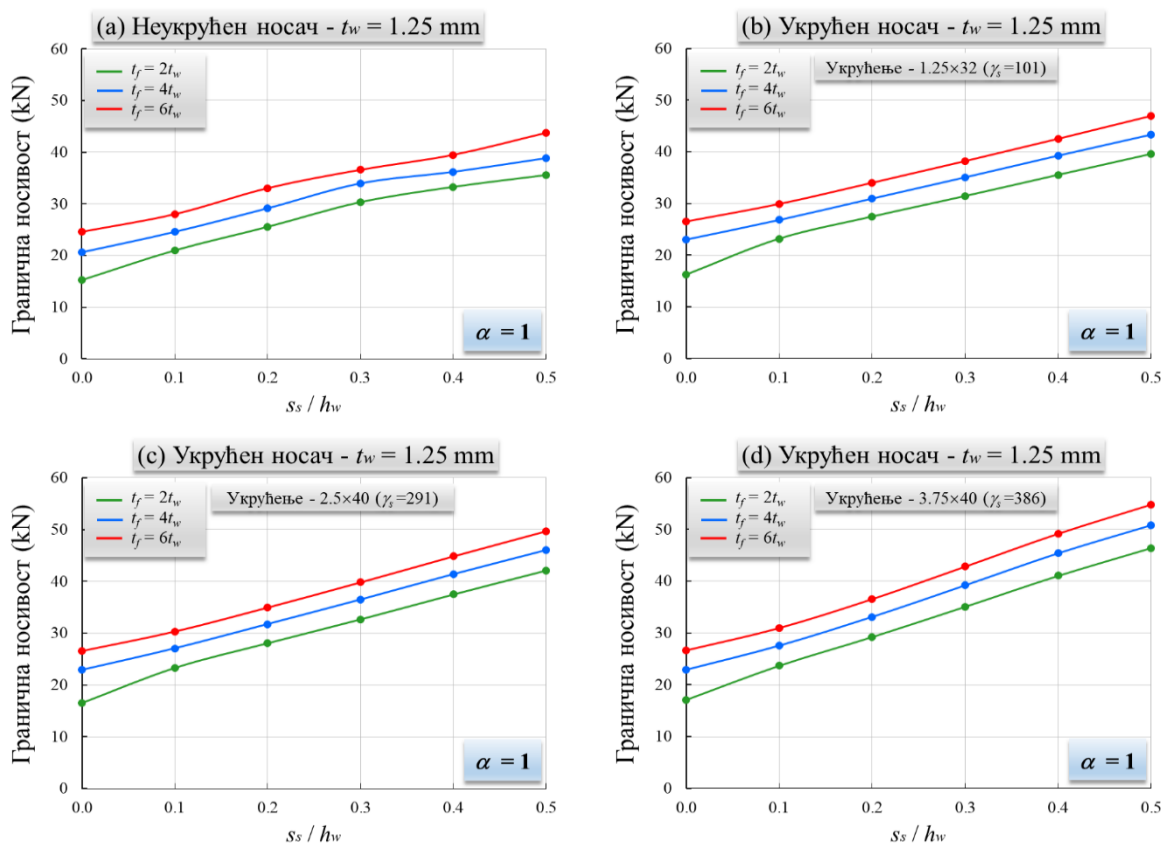 (a) Неукрућен носач - tw = 1.25 mm
Гранична носивост (kN)
60
50
40
30
20
10
0
tf = 2tw
tf = 4tw
tf = 6tw
α = 1
0.0 0.1 0.2 0.3 0.4 0.5
ss / hw
(b) Укрућен носач - tw = 1.25 mm
Гранична носивост (kN)
60
50
40
30
20
10
0
tf = 2tw
tf = 4tw
tf = 6tw
Укрућење - 1.25×32 (γs=101)
α = 1
0.0 0.1 0.2 0.3 0.4 0.5
ss / hw
(c) Укрућен носач - tw = 1.25 mm
Гранична носивост (kN)
60
50
40
30
20
10
0
tf = 2tw
tf = 4tw
tf = 6tw
Укрућење - 2.5×40 (γs=291)
α = 1
0.0 0.1 0.2 0.3 0.4 0.5
ss / hw
(d) Укрућен носач - tw = 1.25 mm
Гранична носивост (kN)
60
50
40
30
20
10
0
tf = 2tw
tf = 4tw
tf = 6tw
Укрућење - 3.75×40 (γs=386)
α = 1
0.0 0.1 0.2 0.3 0.4 0.5
ss / hw